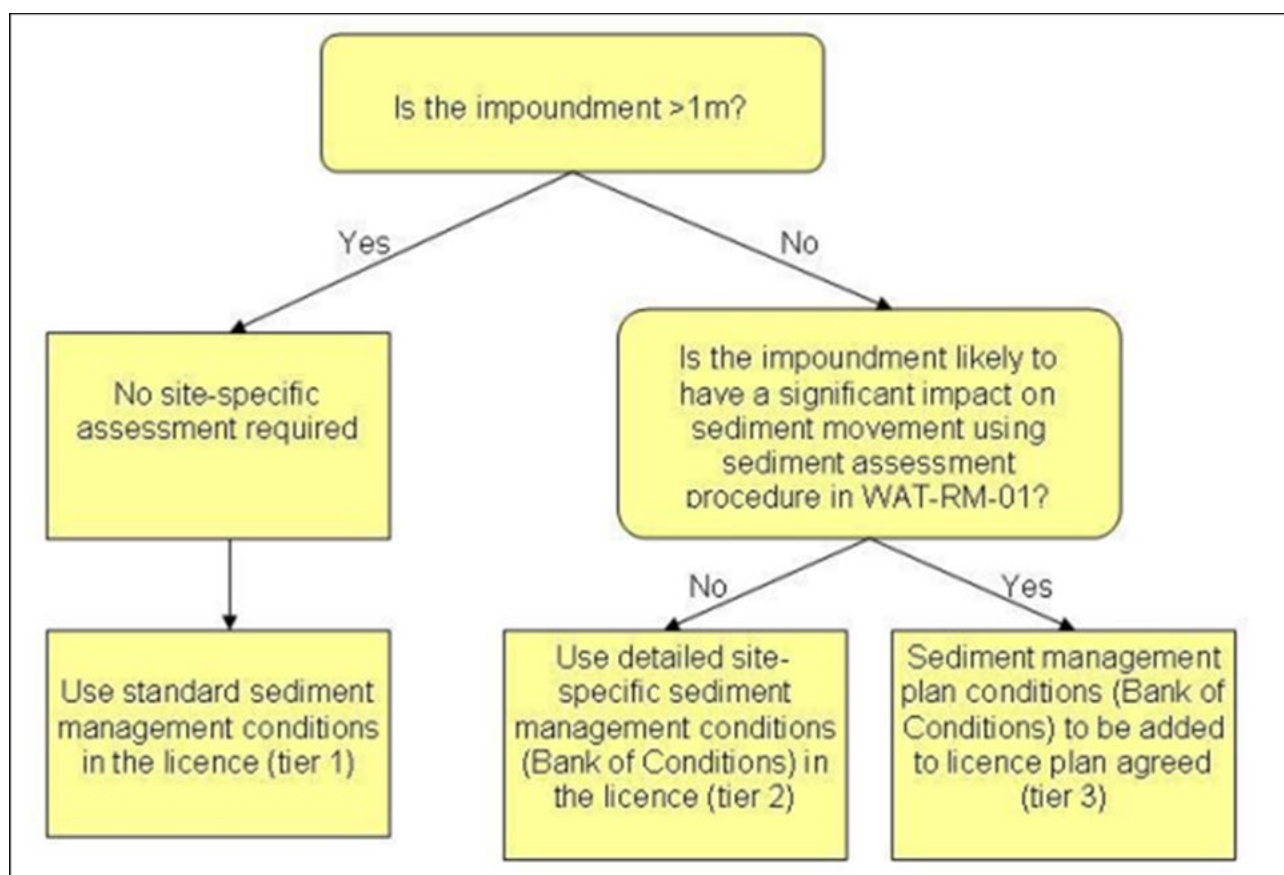 Is the impoundment >1m?
Yes
No
No site-specific
assessment required
Is the impoundment likely to
have a significant impact on
sediment movement using
sediment assessment
procedure in WAT-RM-01?
No
Yes
Use standard sediment
management conditions
in the licence (tier 1)
Use detailed site-
specific sediment
management conditions
(Bank of Conditions) in
the licence (tier 2)
Sediment management
plan conditions (Bank of
Conditions) to be added
to licence plan agreed
(tier 3)